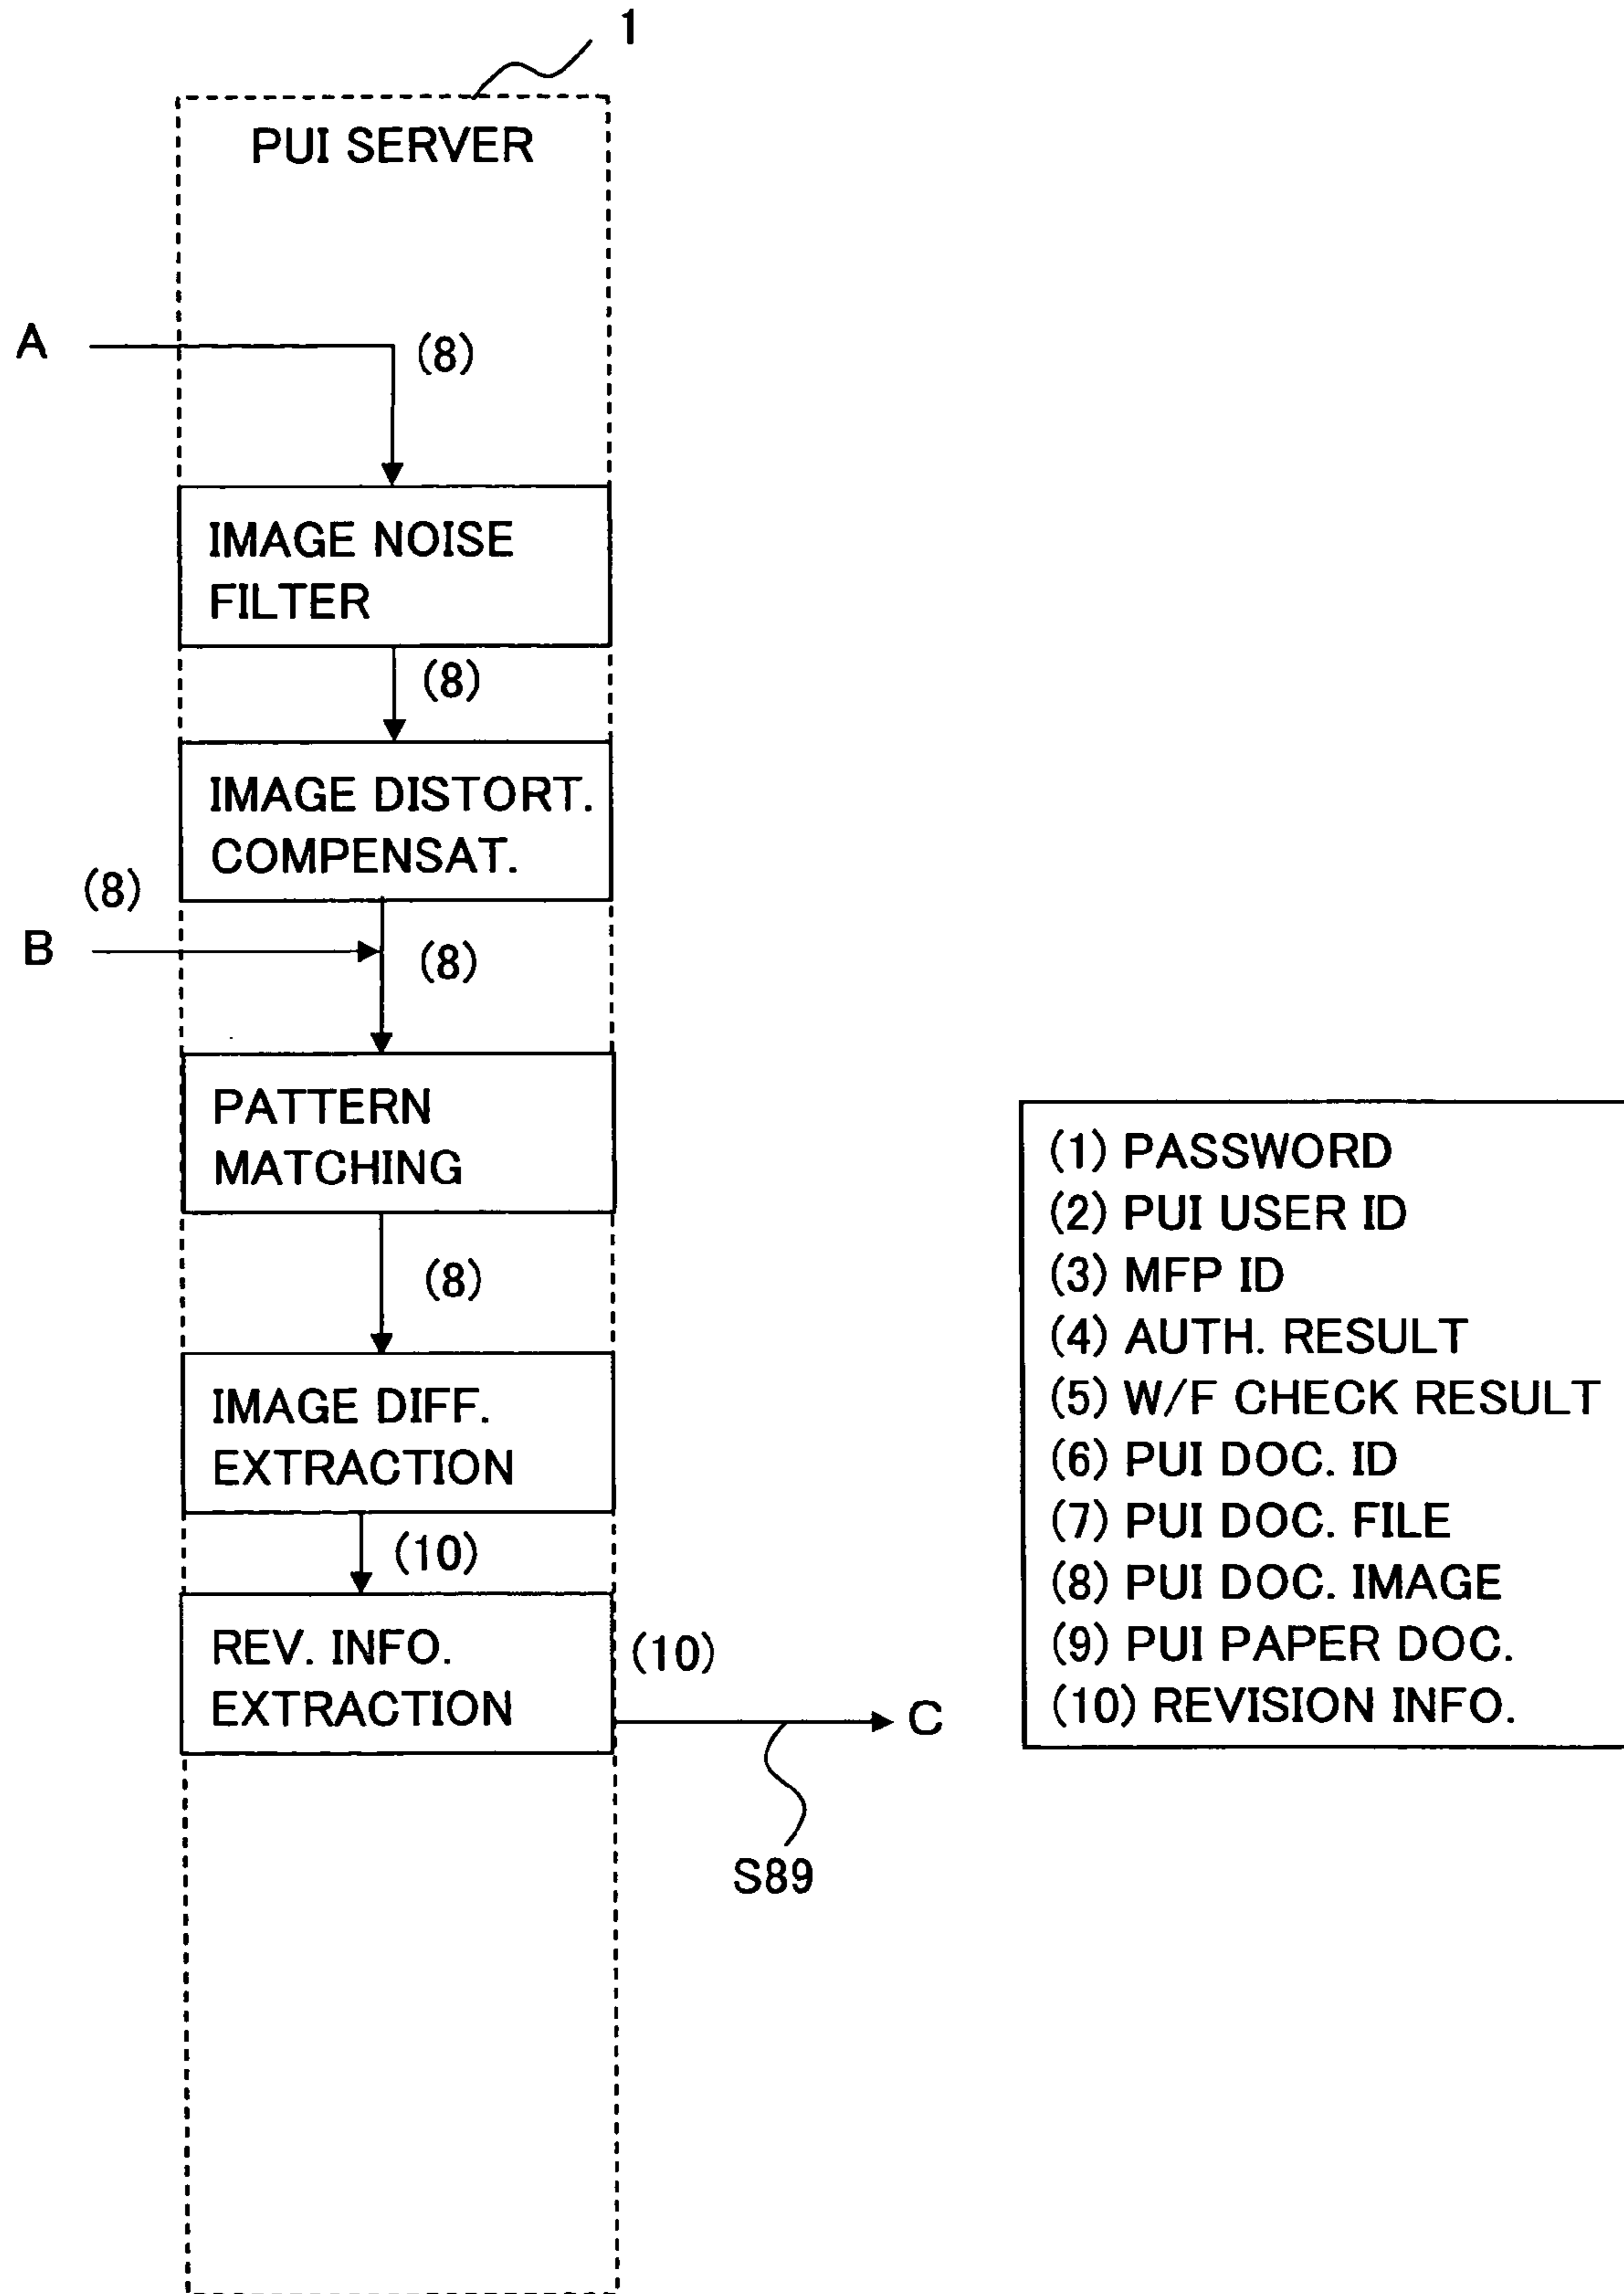 1
PUI SERVER
A
(8)
IMAGE NOISE
FILTER
(8)
IMAGE DISTORT.
COMPENSAT.
(8)
B
(8)
PATTERN
MATCHING
(8)
IMAGE DIFF.
EXTRACTION
(10)
REV. INFO.
EXTRACTION
(10)
C
S89
(1) PASSWORD
(2) PUI USER ID
(3) MFP ID
(4) AUTH. RESULT
(5) W/F CHECK RESULT
(6) PUI DOC. ID
(7) PUI DOC. FILE
(8) PUI DOC. IMAGE
(9) PUI PAPER DOC.
(10) REVISION INFO.